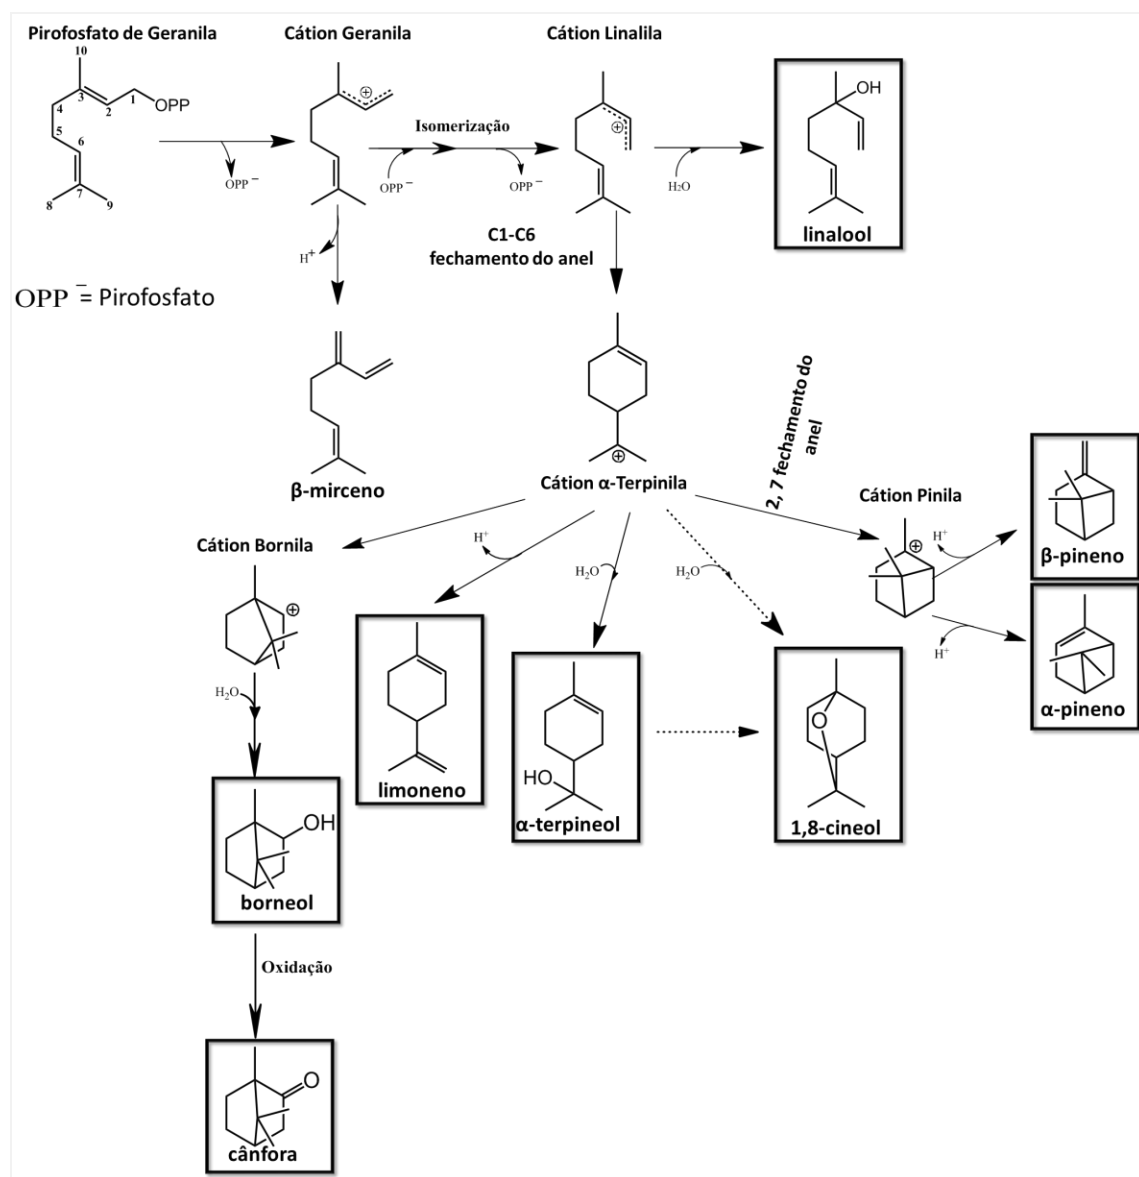 Pirofosfato de Geranila
Cátion Geranila
Cátion Linalila
10
3
2
1
OPP
4
5
6
7
8
9
OPP⁻
⊕
Isomerização
OPP⁻
OPP⁻
⊕
H₂O
OH
linalool
H⁺
C1-C6
fechamento do anel
OPP⁻ = Pirofosfato
β-mirceno
⊕
Cátion α-Terpinila
2, 7 fechamento do
anel
Cátion Pinila
⊕
H⁺
β-pineno
H⁺
α-pineno
Cátion Bornila
⊕
H⁺
H₂O
H₂O
H₂O
limoneno
HO
α-terpineol
O
1,8-cineol
OH
borneol
Oxidação
O
cânfora